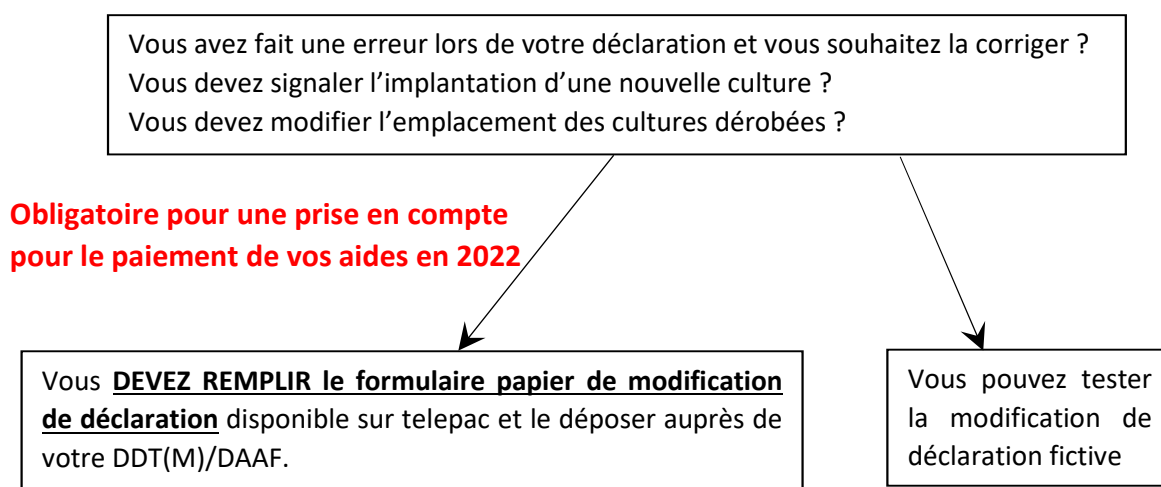 Vous avez fait une erreur lors de votre déclaration et vous souhaitez la corriger ?
Vous devez signaler l’implantation d’une nouvelle culture ?
Vous devez modifier l’emplacement des cultures dérobées ?
Obligatoire pour une prise en compte
pour le paiement de vos aides en 2022
Vous DEVEZ REMPLIR le formulaire papier de modification
de déclaration disponible sur telepac et le déposer auprès de
votre DDT(M)/DAAF.
Vous pouvez tester
la modification de
déclaration fictive